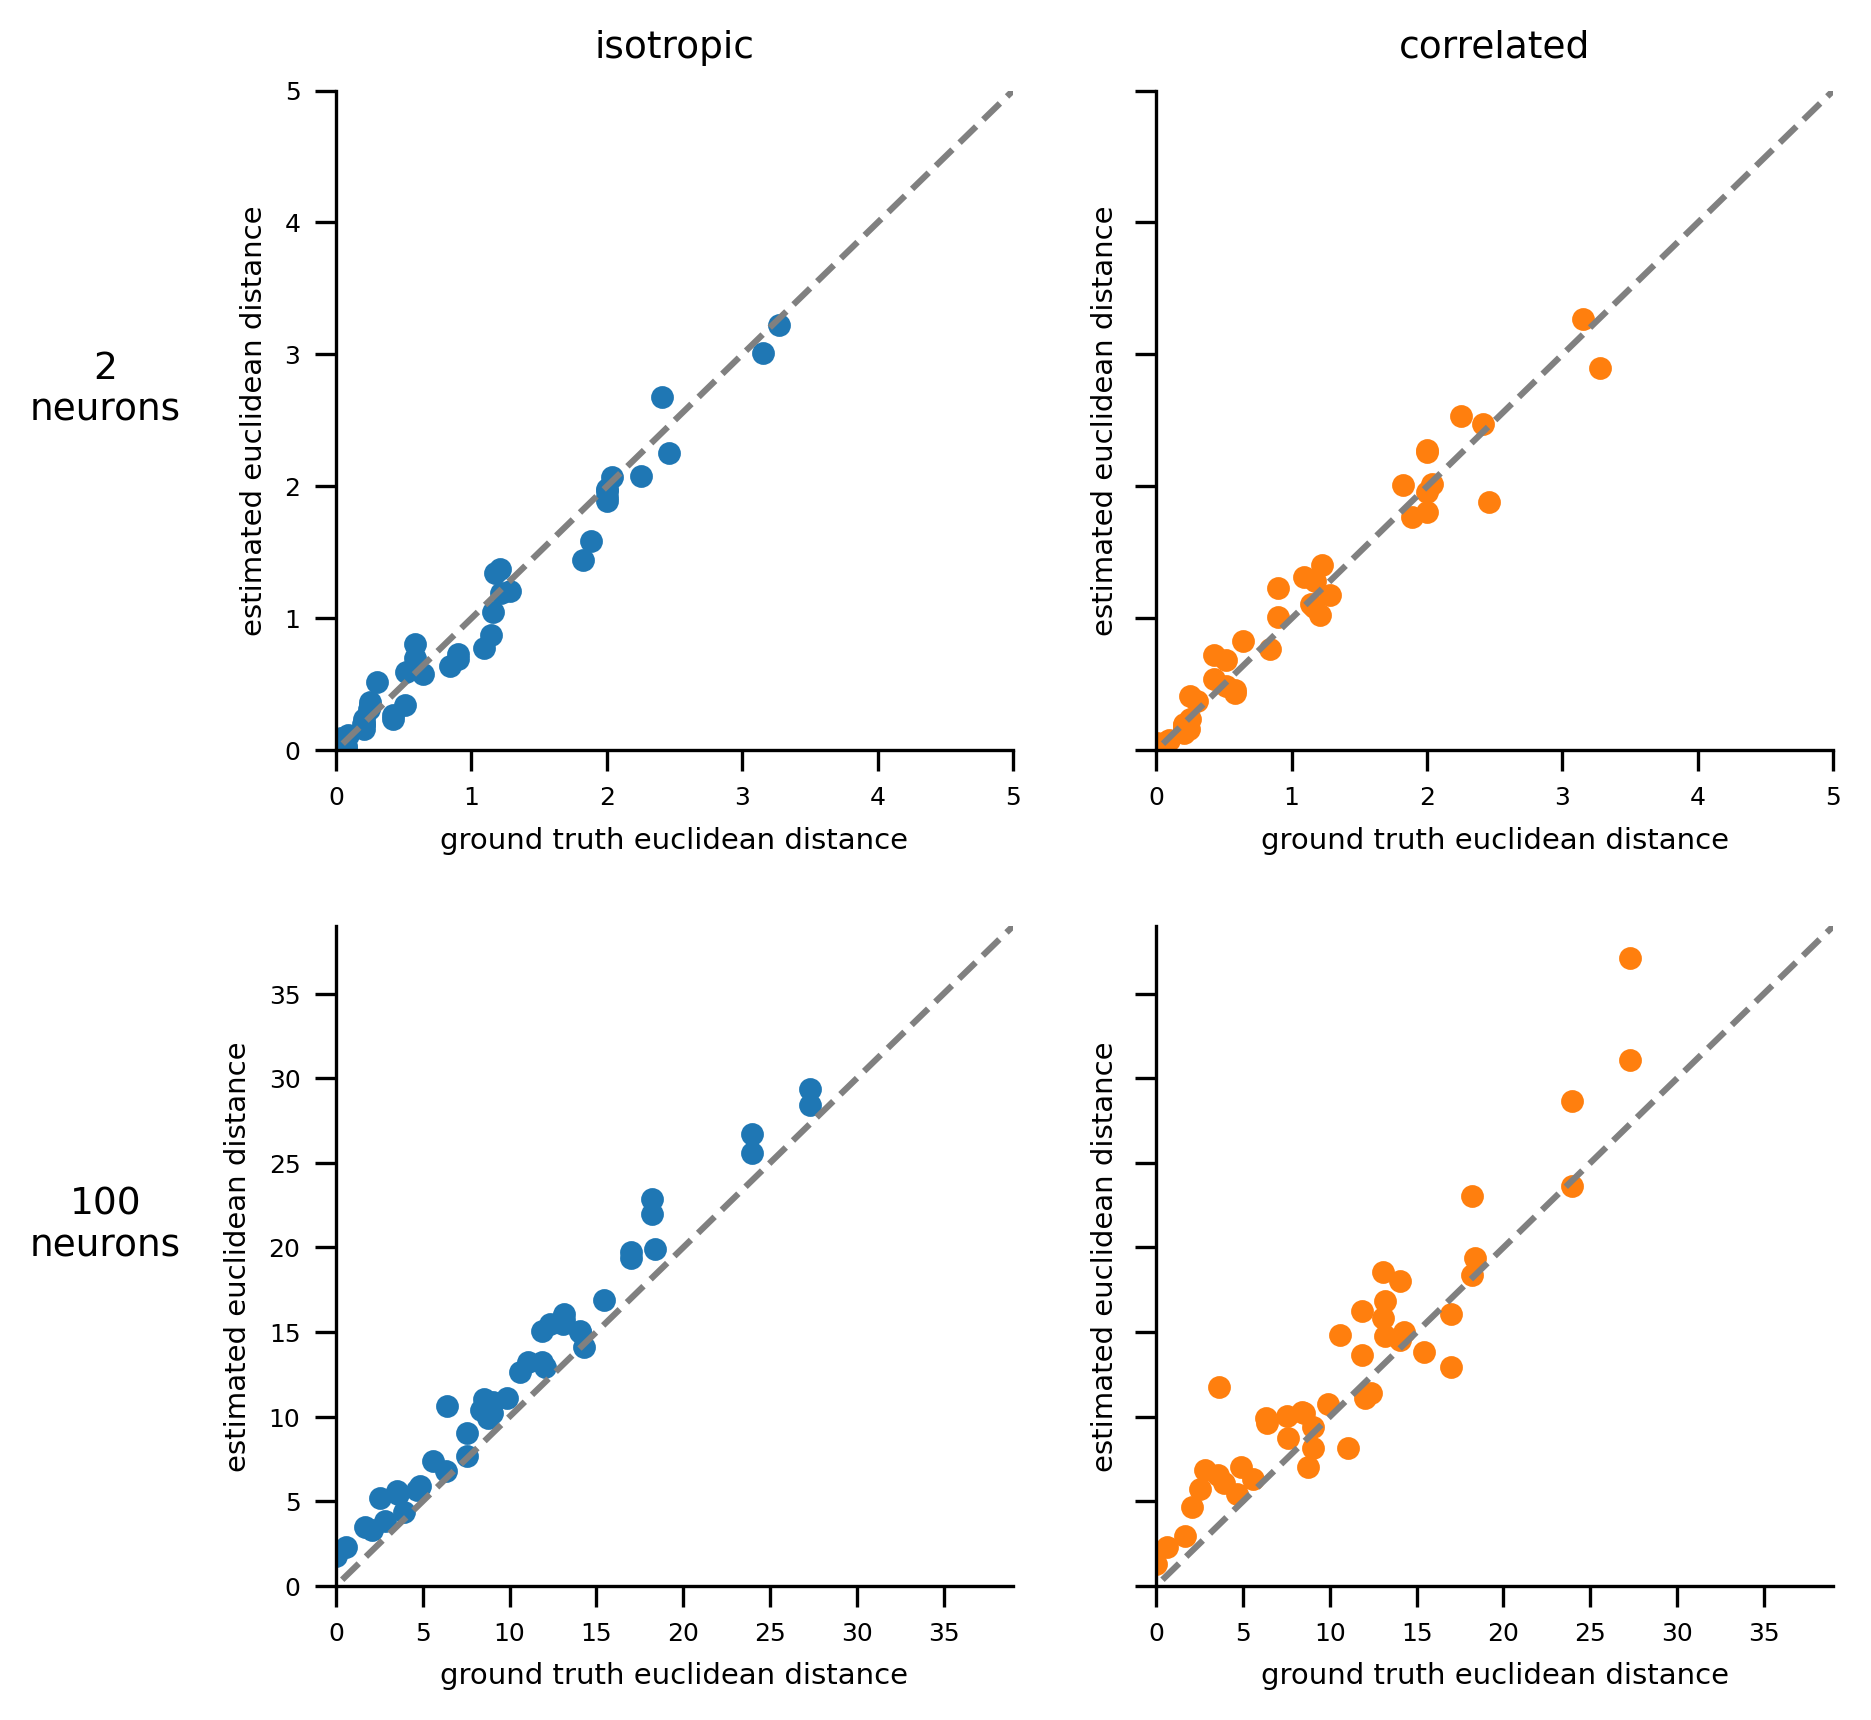 isotropic
correlated
2
neurons
estimated euclidean distance
5
4
3
2
1
0
0 1 2 3 4 5
ground truth euclidean distance
estimated euclidean distance
0 1 2 3 4 5
ground truth euclidean distance
100
neurons
estimated euclidean distance
35
30
25
20
15
10
5
0
0 5 10 15 20 25 30 35
ground truth euclidean distance
estimated euclidean distance
0 5 10 15 20 25 30 35
ground truth euclidean distance